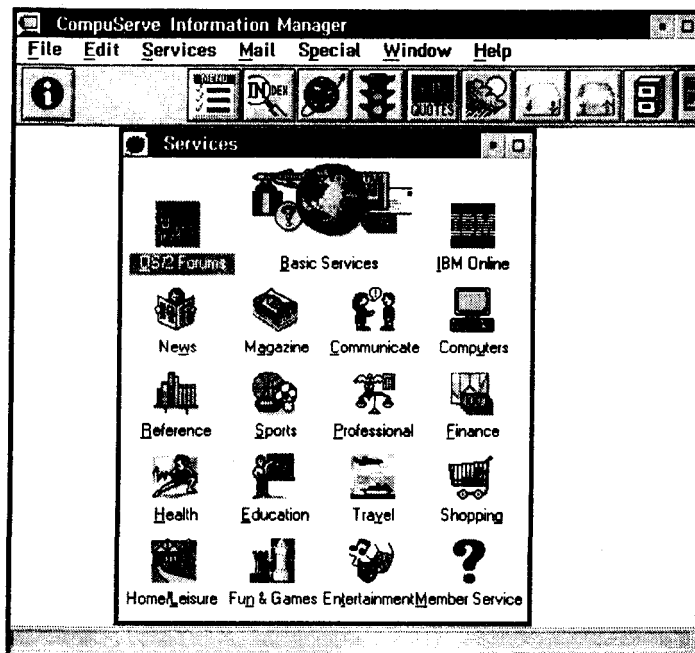 CompuServe Information Manager
File Edit Services Mail Special Window Help
MENU INDEX QUOTES
Services
OS/2 Forums Basic Services IBM Online
News Magazine Communicate Computers
Reference Sports Professional Finance
Health Education Travel Shopping
Home/Leisure Fun & Games Entertainment Member Service